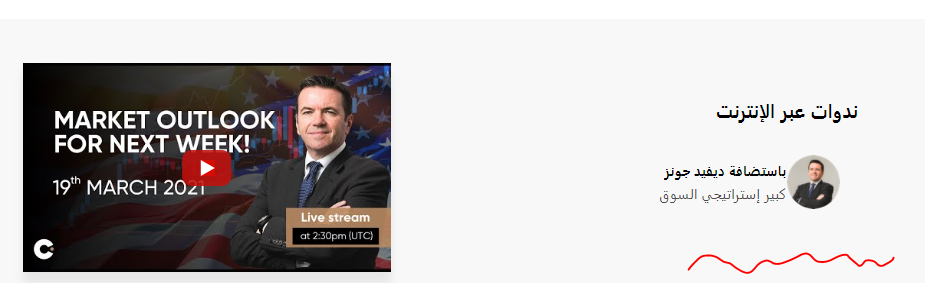 ندوات عبر الإنترنت
باستضافة ديفيد جونز
كبير إستراتيجي السوق
MARKET OUTLOOK
FOR NEXT WEEK!
19th MARCH 2021
Live stream
at 2:30pm (UTC)